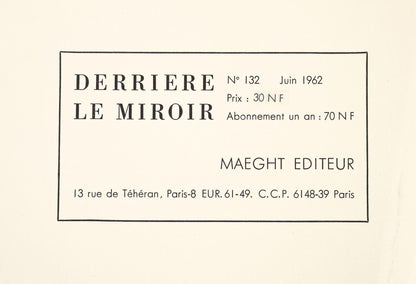 DERRIERE
LE MIROIR
N° 132 Juin 1962
Prix : 30 N F
Abonnement un an : 70 N F
MAEGHT EDITEUR
13 rue de Téhéran, Paris-8 EUR. 61-49. C. C. P. 6148-39 Paris